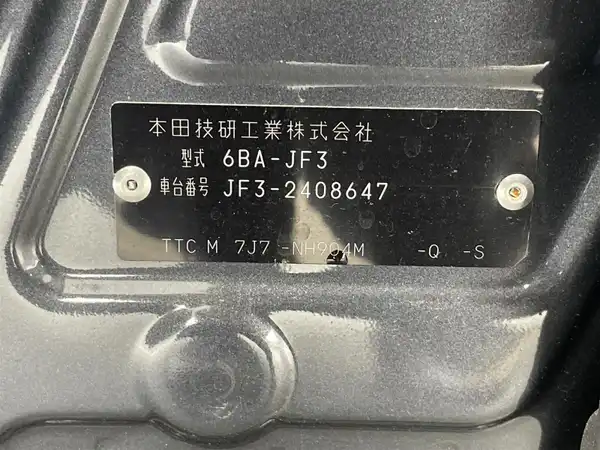 本田技研工業株式会社
型式 6BA-JF3
車台番号 JF3-2408647
TTC M 7J7 -NH904M -Q -S